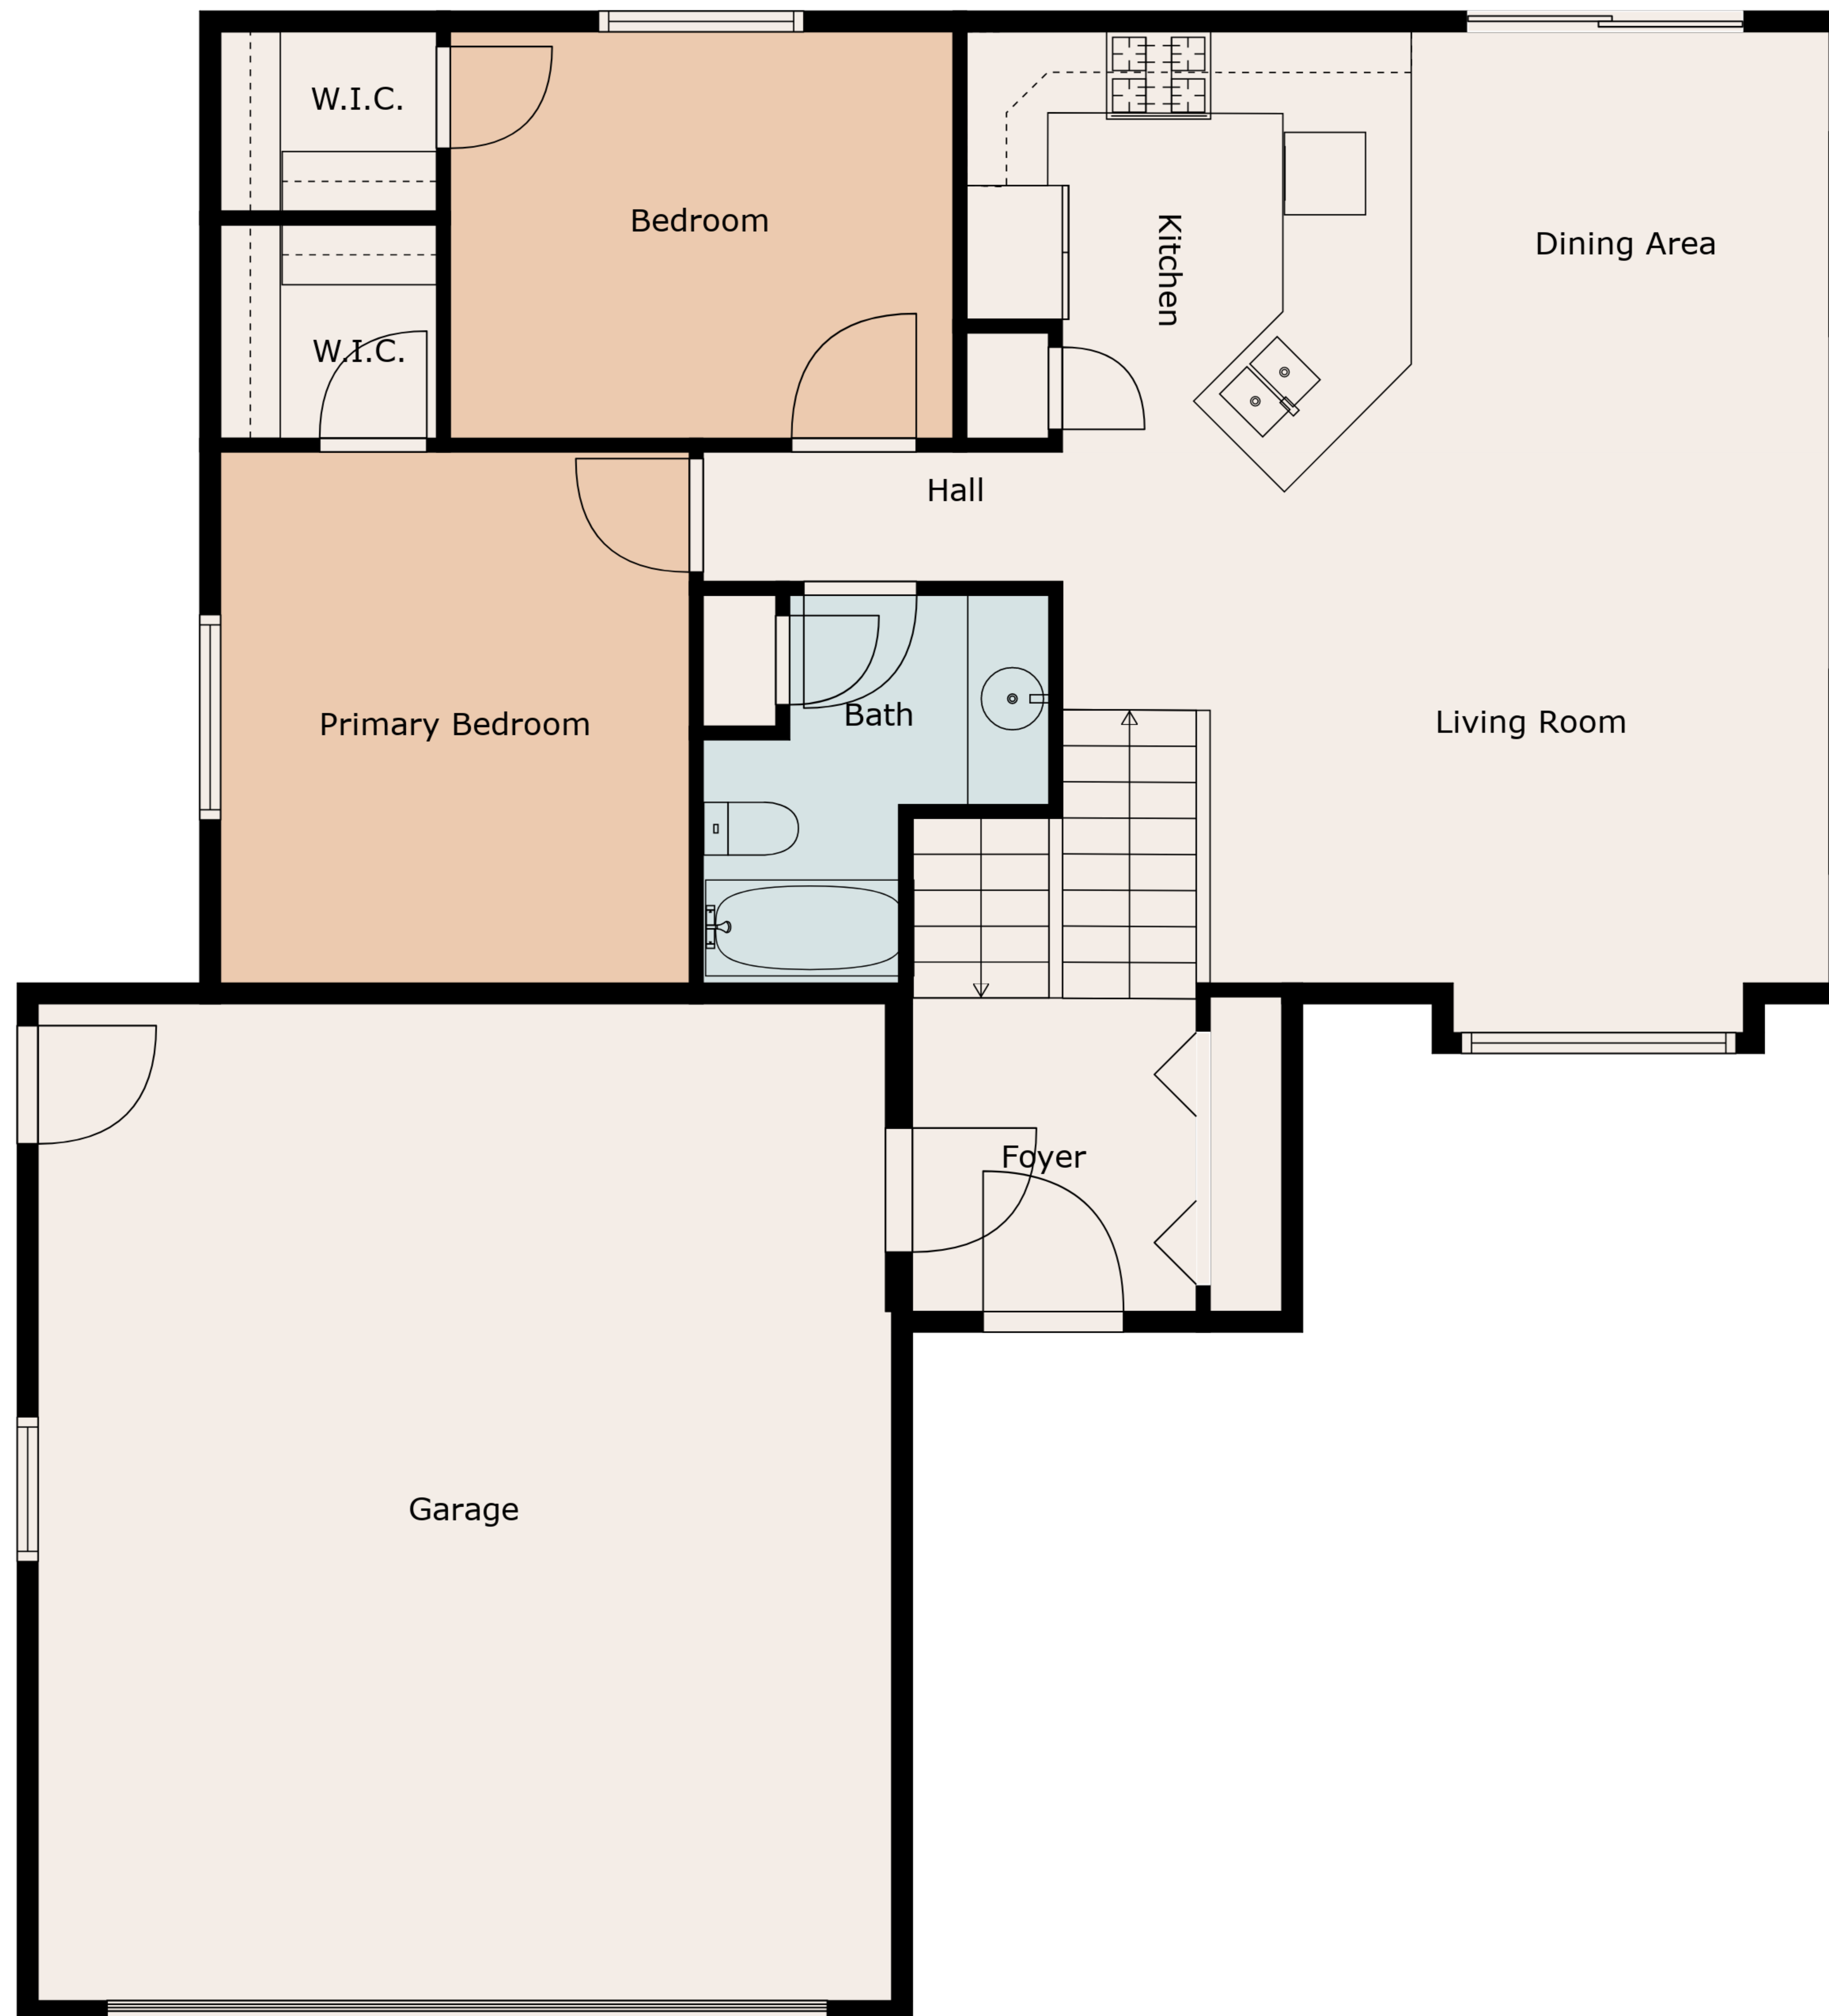 W.I.C.
Bedroom
Kitchen
Dining Area
W.I.C.
Hall
Primary Bedroom
Bath
Living Room
Foyer
Garage